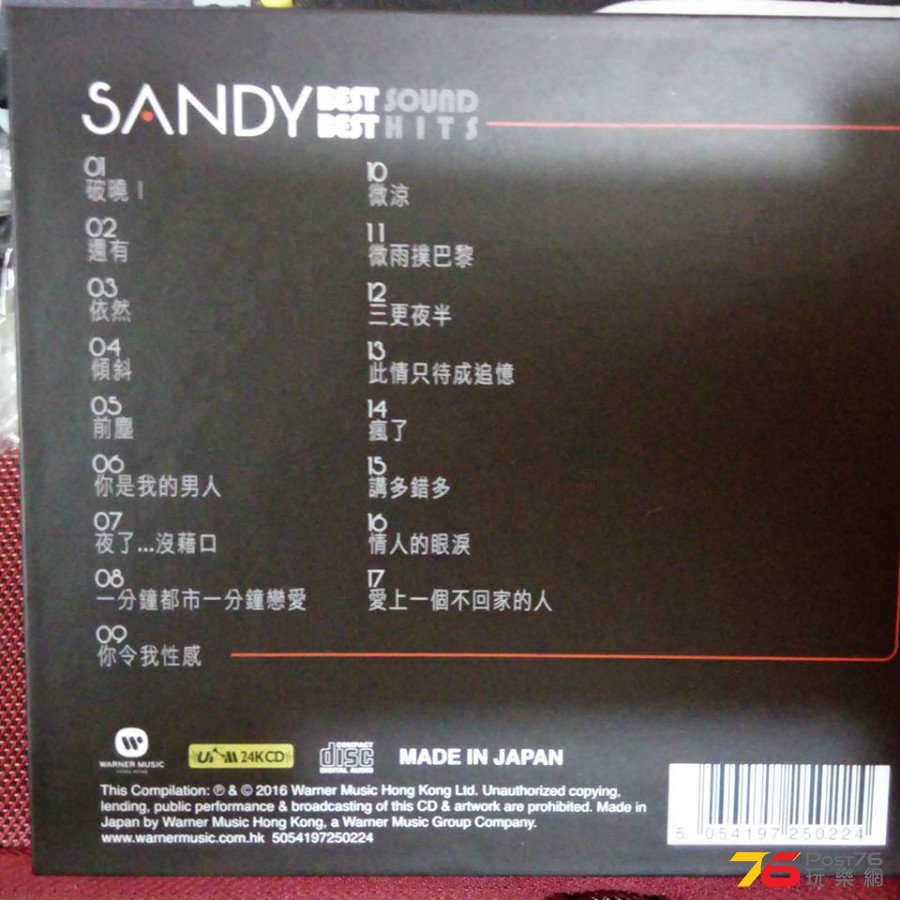 SANDY BEST SOUND
BEST HITS
01
破曉 I
02
還有
03
依然
04
傾斜
05
前塵
06
你是我的男人
07
夜了...沒藉口
08
一分鐘都市一分鐘戀愛
09
你令我性感
10
微涼
11
微雨撲巴黎
12
三更夜半
13
此情只待成追憶
14
瘋了
15
講多錯多
16
情人的眼淚
17
愛上一個不回家的人
WARNER MUSIC
HONG KONG
24K CD
COMPACT
disc
DIGITAL AUDIO
MADE IN JAPAN
This Compilation: ℗ & © 2016 Warner Music Hong Kong Ltd. Unauthorized copying,
lending, public performance & broadcasting of this CD & artwork are prohibited. Made in
Japan by Warner Music Hong Kong, a Warner Music Group Company.
www.warnermusic.com.hk 5054197250224
5 054197 250224
76 Post76
玩樂網